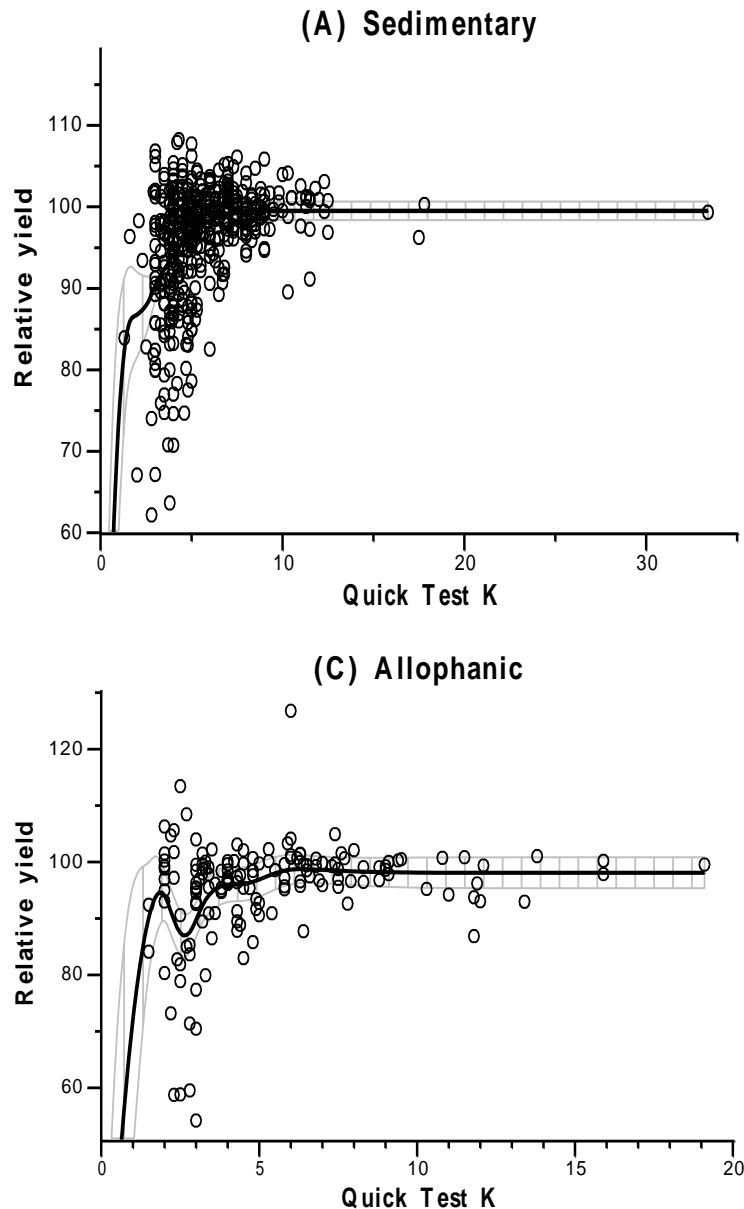 (A) Sedimentary
110
100
90
80
70
60
Relative yield
0 10 20 30
Quick Test K
(C) Allophanic
120
100
80
60
Relative yield
0 5 10 15 20
Quick Test K